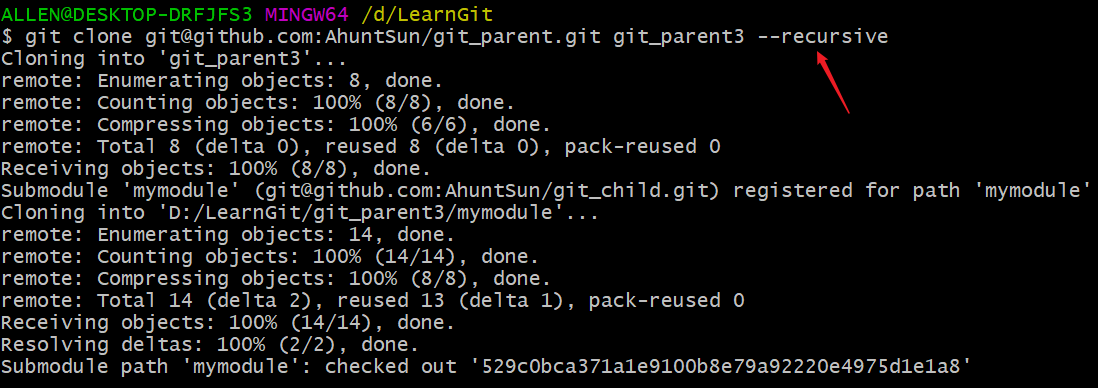 ALLEN@DESKTOP-DRFJFS3 MINGW64 /d/LearnGit
$ git clone git@github.com:AhuntSun/git_parent.git git_parent3 --recursive
Cloning into 'git_parent3'...
remote: Enumerating objects: 8, done.
remote: Counting objects: 100% (8/8), done.
remote: Compressing objects: 100% (6/6), done.
remote: Total 8 (delta 0), reused 8 (delta 0), pack-reused 0
Receiving objects: 100% (8/8), done.
Submodule 'mymodule' (git@github.com:AhuntSun/git_child.git) registered for path 'mymodule'
Cloning into 'D:/LearnGit/git_parent3/mymodule'...
remote: Enumerating objects: 14, done.
remote: Counting objects: 100% (14/14), done.
remote: Compressing objects: 100% (8/8), done.
remote: Total 14 (delta 2), reused 13 (delta 1), pack-reused 0
Receiving objects: 100% (14/14), done.
Resolving deltas: 100% (2/2), done.
Submodule path 'mymodule': checked out '529c0bca371a1e9100b8e79a92220e4975d1e1a8'